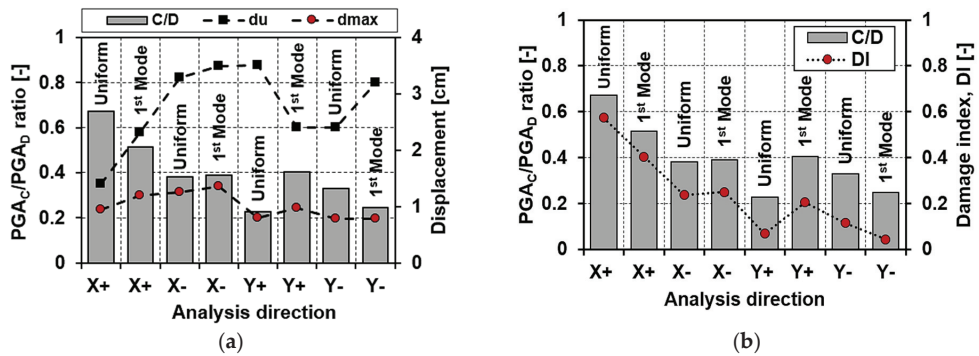 C/D du dmax
PGAC/PGAD ratio [-]
1
0.8
0.6
0.4
0.2
0
Uniform
1st Mode
Uniform
1st Mode
Uniform
1st Mode
Uniform
1st Mode
4
3
2
1
0
Displacement [cm]
X+ X+ X- X- Y+ Y+ Y- Y-
Analysis direction
(a)
PGAC/PGAD ratio [-]
1
0.8
0.6
0.4
0.2
0
Uniform
1st Mode
Uniform
1st Mode
Uniform
1st Mode
Uniform
1st Mode
C/D
DI
1
0.8
0.6
0.4
0.2
0
Damage index, DI [-]
X+ X+ X- X- Y+ Y+ Y- Y-
Analysis direction
(b)